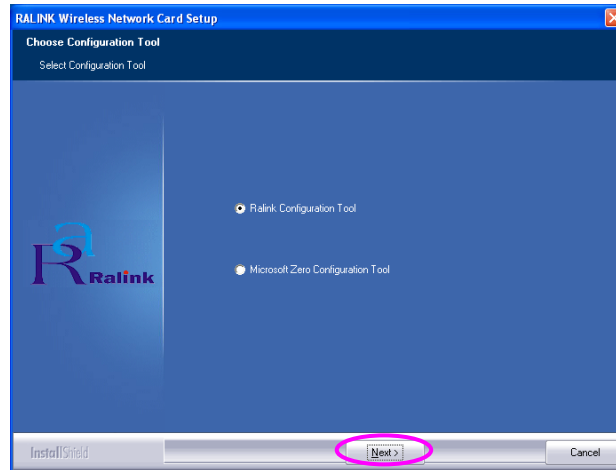 RALINK Wireless Network Card Setup
Choose Configuration Tool
Select Configuration Tool
Ralink Configuration Tool
Microsoft Zero Configuration Tool
Ra
Ralink
InstallShield
Next >
Cancel